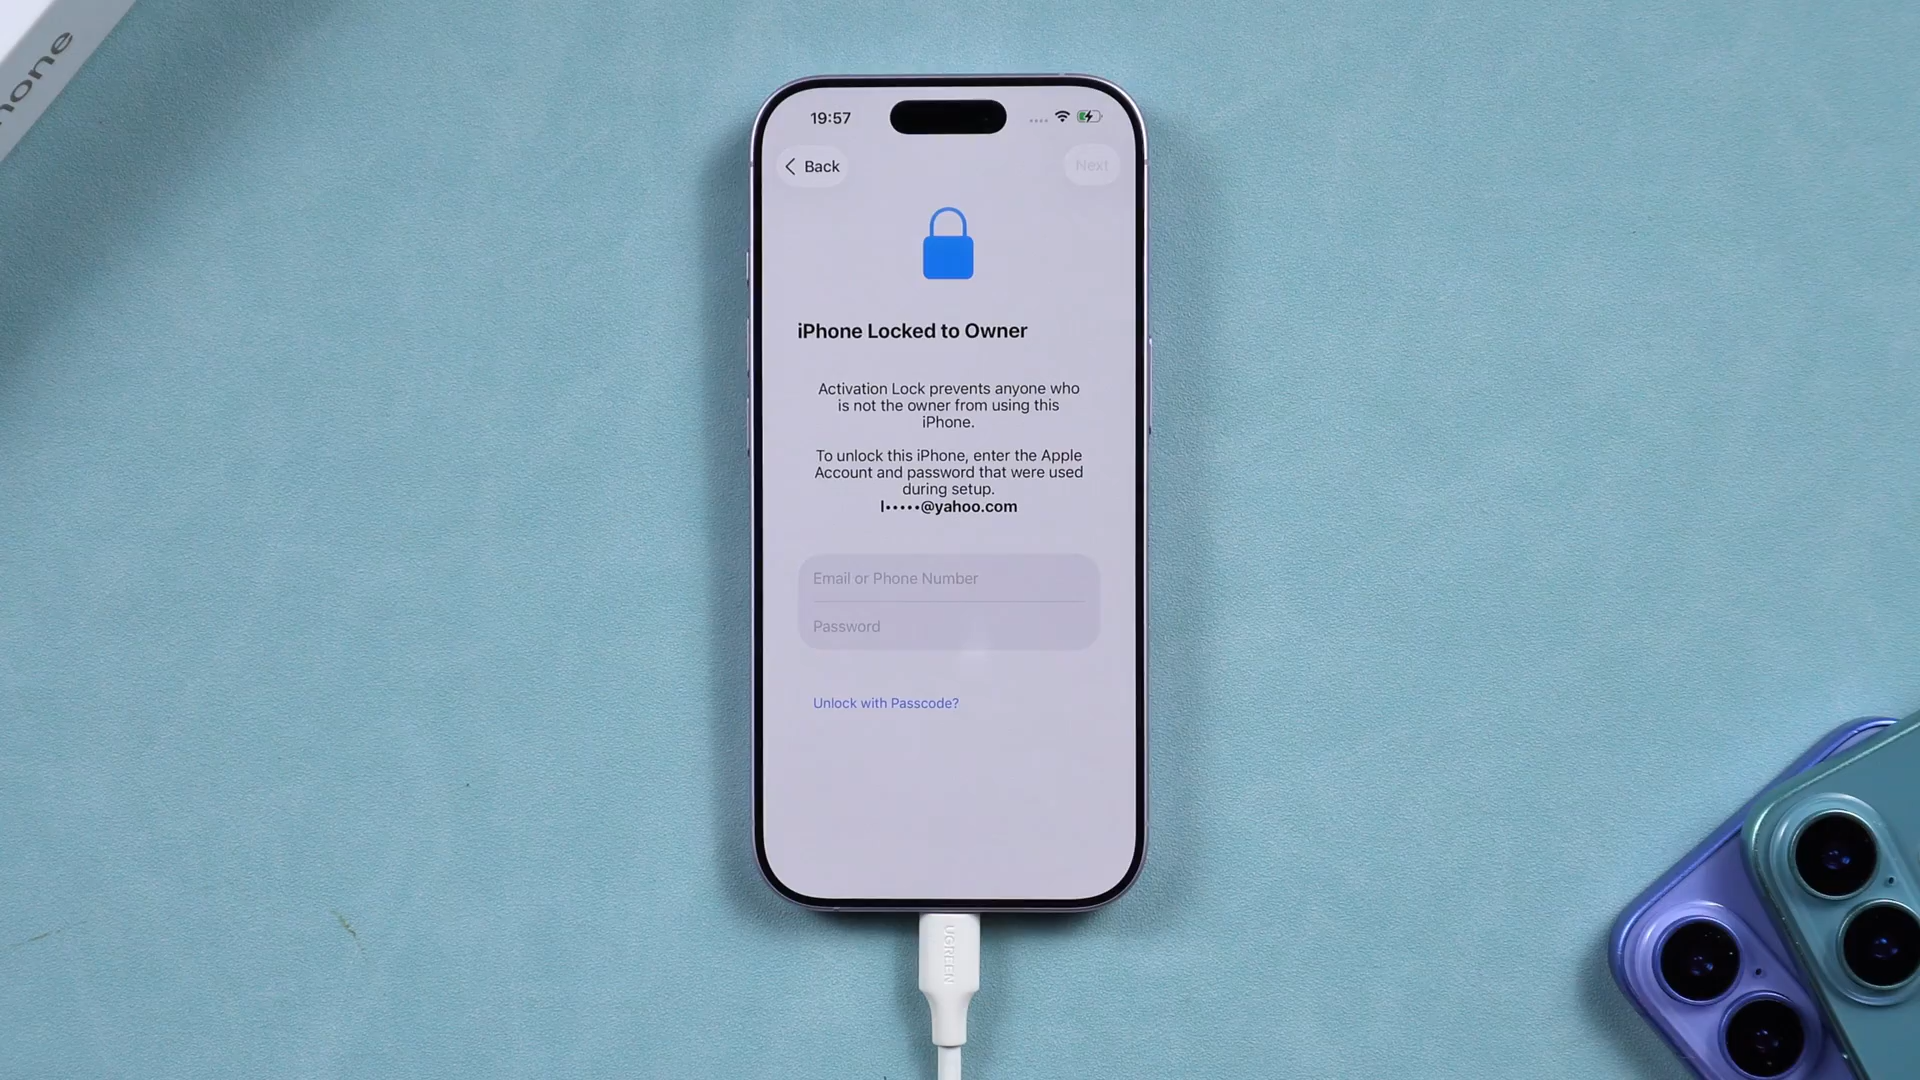 hone
19:57
Back
Next
iPhone Locked to Owner
Activation Lock prevents anyone who
is not the owner from using this
iPhone.
To unlock this iPhone, enter the Apple
Account and password that were used
during setup.
l•••••@yahoo.com
Email or Phone Number
Password
Unlock with Passcode?
UGREEN